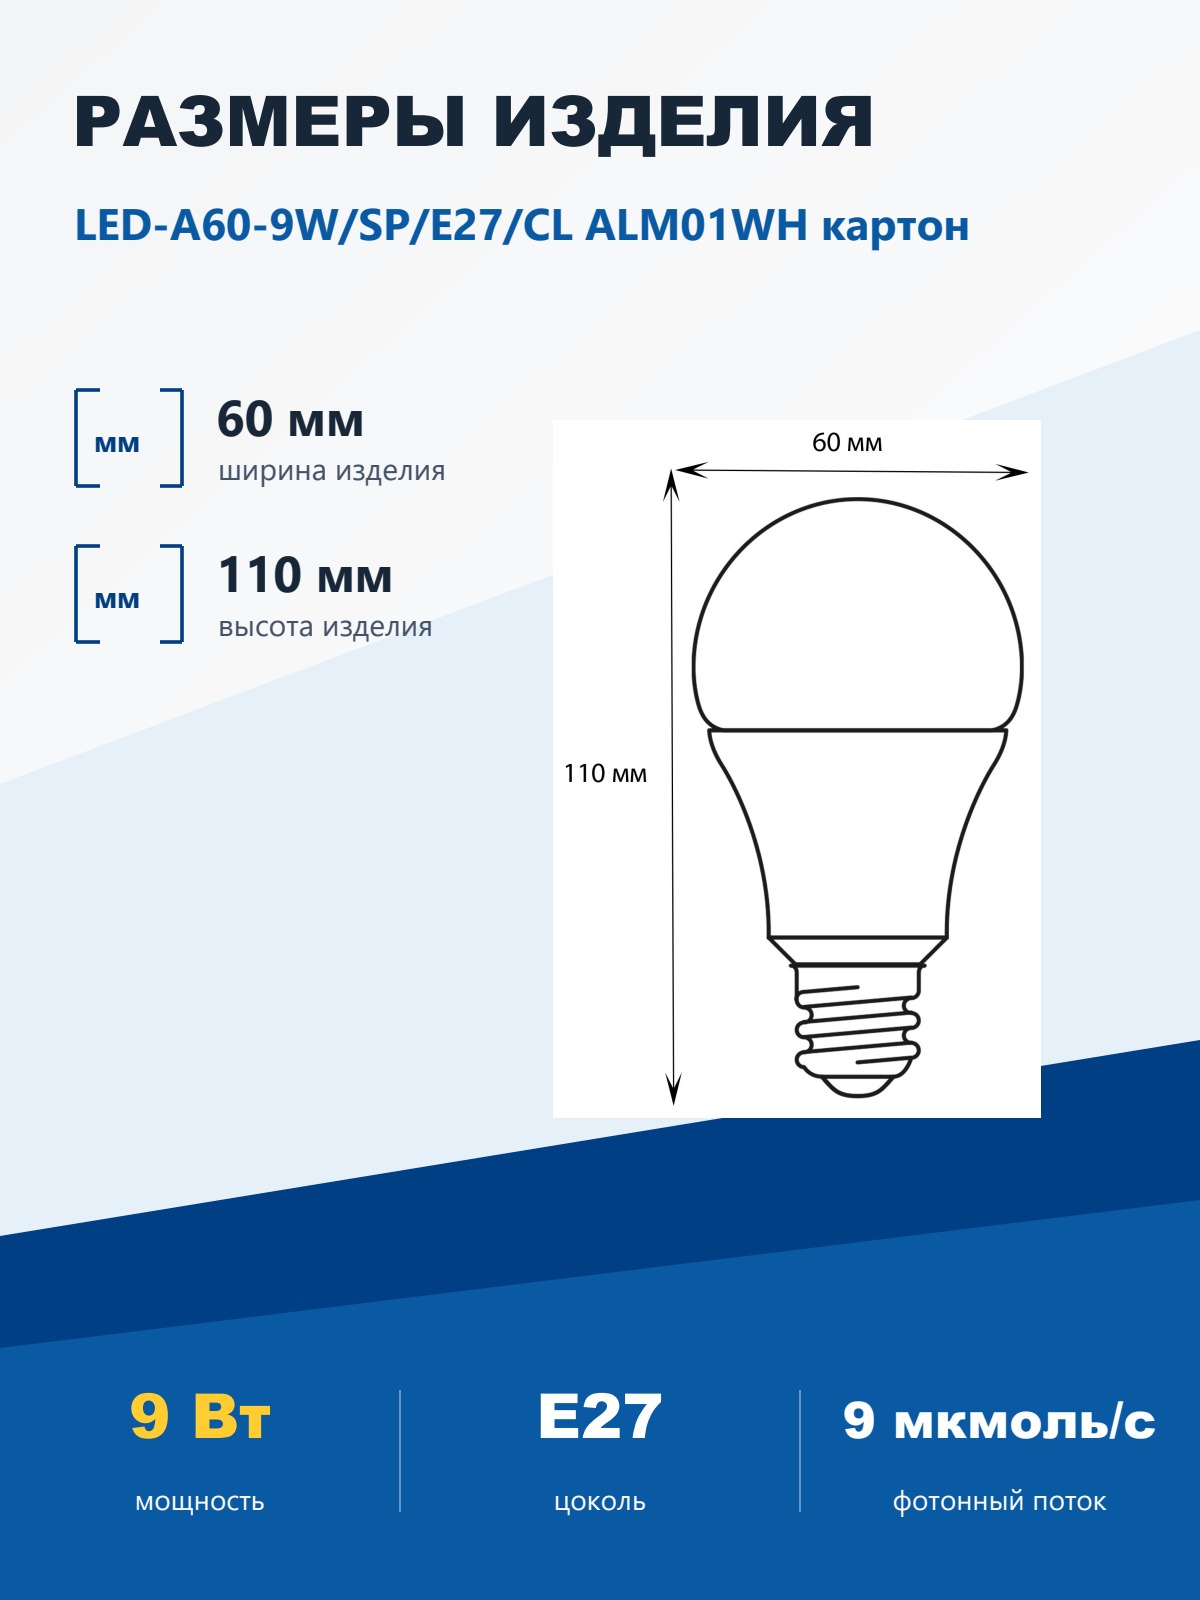 РАЗМЕРЫ ИЗДЕЛИЯ
LED-A60-9W/SP/E27/CL ALM01WH картон
мм
60 мм
ширина изделия
мм
110 мм
высота изделия
60 мм
110 мм
9 Вт
мощность
E27
цоколь
9 мкмоль/с
фотонный поток